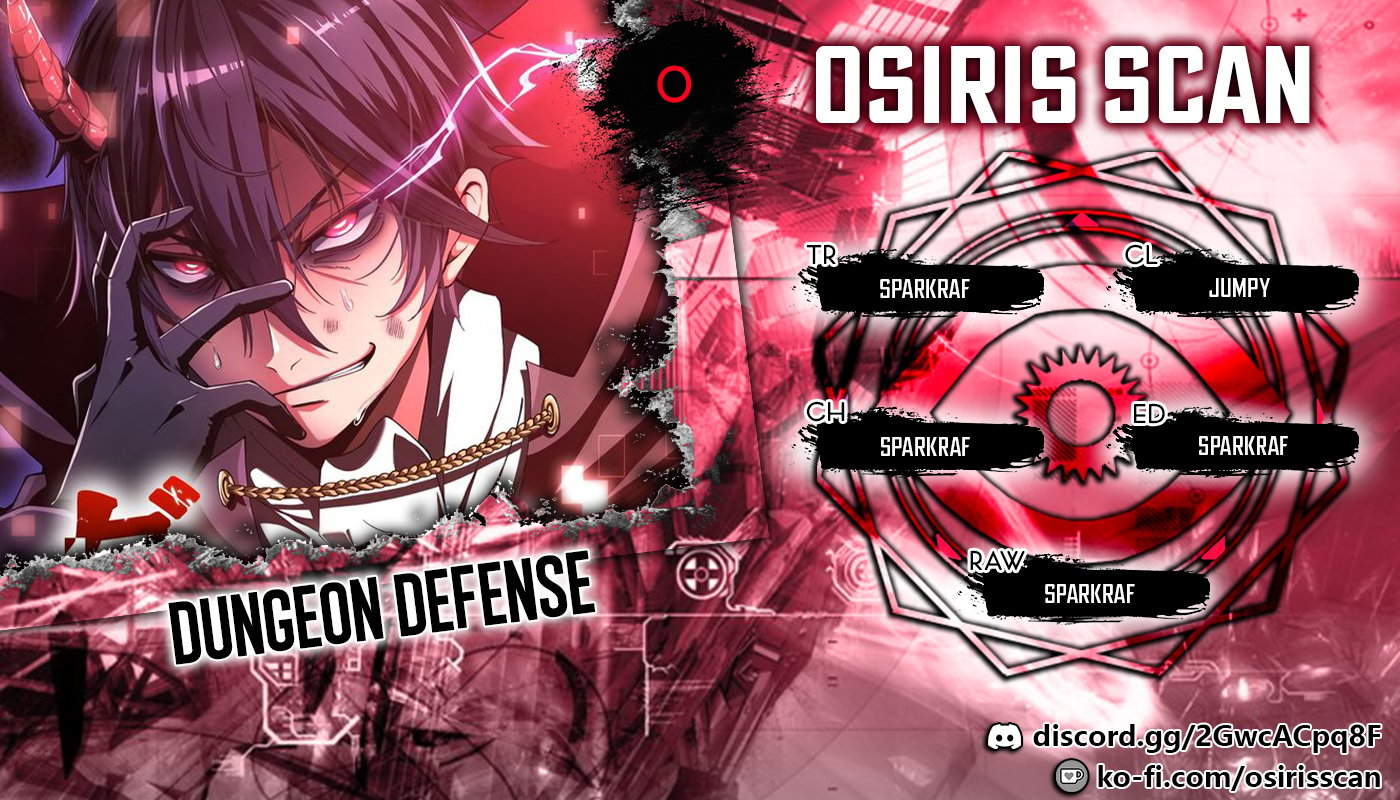 O
OSIRIS SCAN
TR
SPARKRAF
CL
JUMPY
CH
SPARKRAF
ED
SPARKRAF
RAW
SPARKRAF
DUNGEON DEFENSE
discord.gg/2GwcACpq8F
ko-fi.com/osirisscan